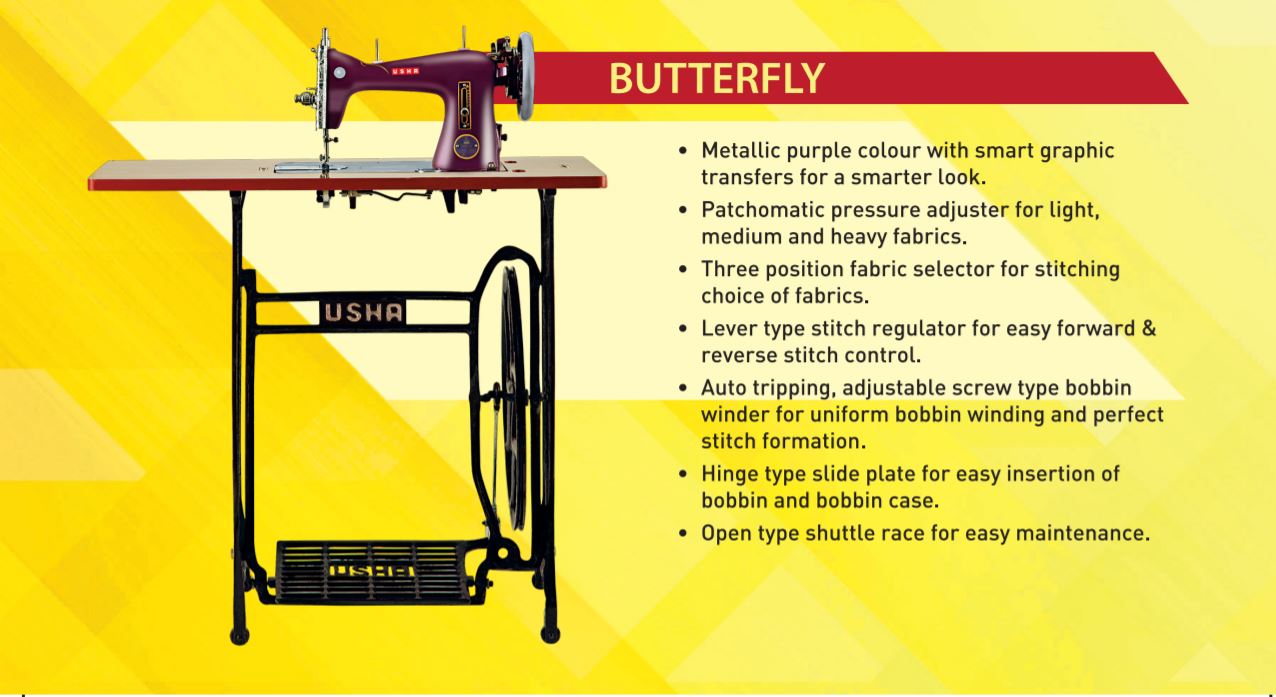 USHA
BUTTERFLY
• Metallic purple colour with smart graphic
transfers for a smarter look.
• Patchomatic pressure adjuster for light,
medium and heavy fabrics.
• Three position fabric selector for stitching
choice of fabrics.
• Lever type stitch regulator for easy forward &
reverse stitch control.
• Auto tripping, adjustable screw type bobbin
winder for uniform bobbin winding and perfect
stitch formation.
• Hinge type slide plate for easy insertion of
bobbin and bobbin case.
• Open type shuttle race for easy maintenance.
USHA
USHA